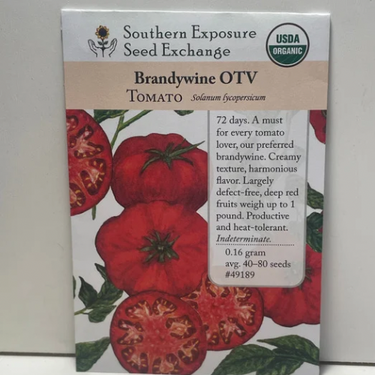 Southern Exposure
Seed Exchange
USDA
ORGANIC
Brandywine OTV
TOMATO Solanum lycopersicum
72 days. A must
for every tomato
lover, our preferred
brandywine. Creamy
texture, harmonious
flavor. Largely
defect-free, deep red
fruits weigh up to 1
pound. Productive
and heat-tolerant.
Indeterminate.
0.16 gram
avg. 40–80 seeds
#49189